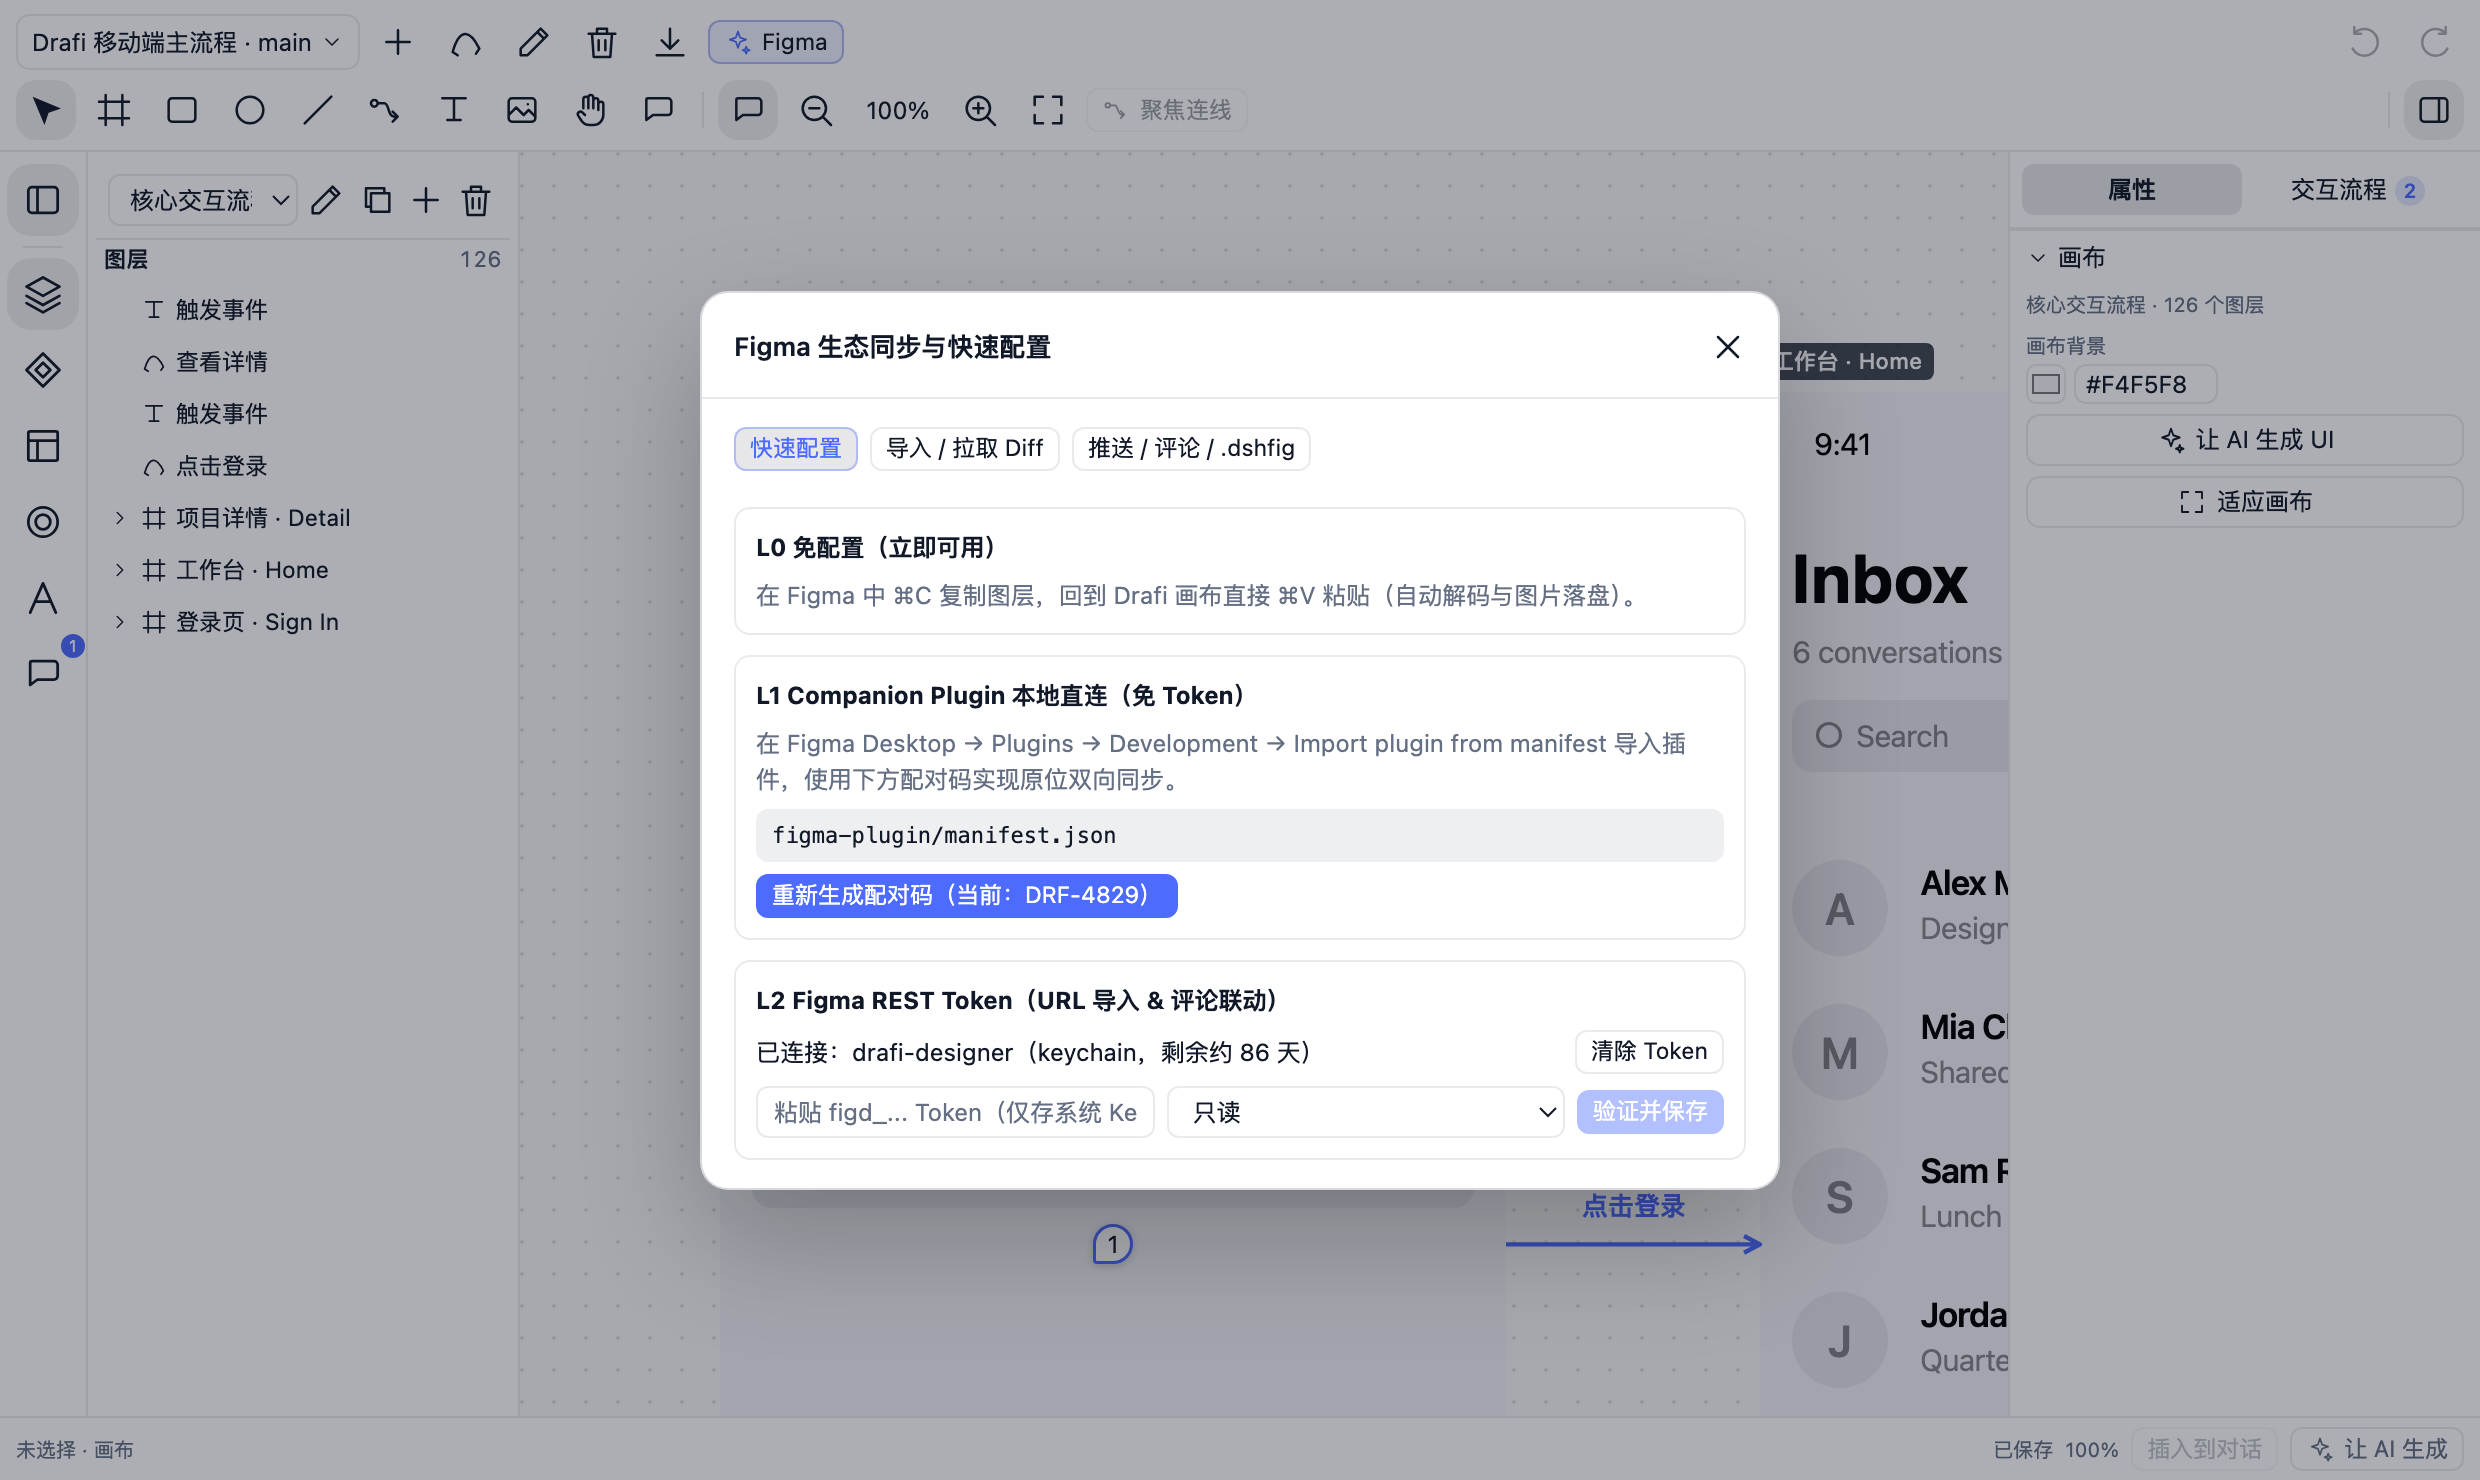 Drafi 移动端主流程 · main
Figma
100%
聚焦连线
核心交互流
图层
126
触发事件
查看详情
触发事件
点击登录
项目详情 · Detail
工作台 · Home
登录页 · Sign In
1
Figma 生态同步与快速配置
快速配置
导入 / 拉取 Diff
推送 / 评论 / .dshfig
L0 免配置（立即可用）
在 Figma 中 ⌘C 复制图层，回到 Drafi 画布直接 ⌘V 粘贴（自动解码与图片落盘）。
L1 Companion Plugin 本地直连（免 Token）
在 Figma Desktop → Plugins → Development → Import plugin from manifest 导入插
件，使用下方配对码实现原位双向同步。
figma-plugin/manifest.json
重新生成配对码（当前：DRF-4829）
L2 Figma REST Token（URL 导入 & 评论联动）
已连接：drafi-designer（keychain，剩余约 86 天）
清除 Token
粘贴 figd_... Token（仅存系统 Ke
只读
验证并保存
点击登录
1
工作台 · Home
9:41
Inbox
6 conversations
Search
A
Alex
Design
M
Mia
Shared
S
Sam
Lunch
J
Jorda
Quarte
属性
交互流程 2
画布
核心交互流程 · 126 个图层
画布背景
#F4F5F8
让 AI 生成 UI
适应画布
未选择 · 画布
已保存 100%
插入到对话
让 AI 生成